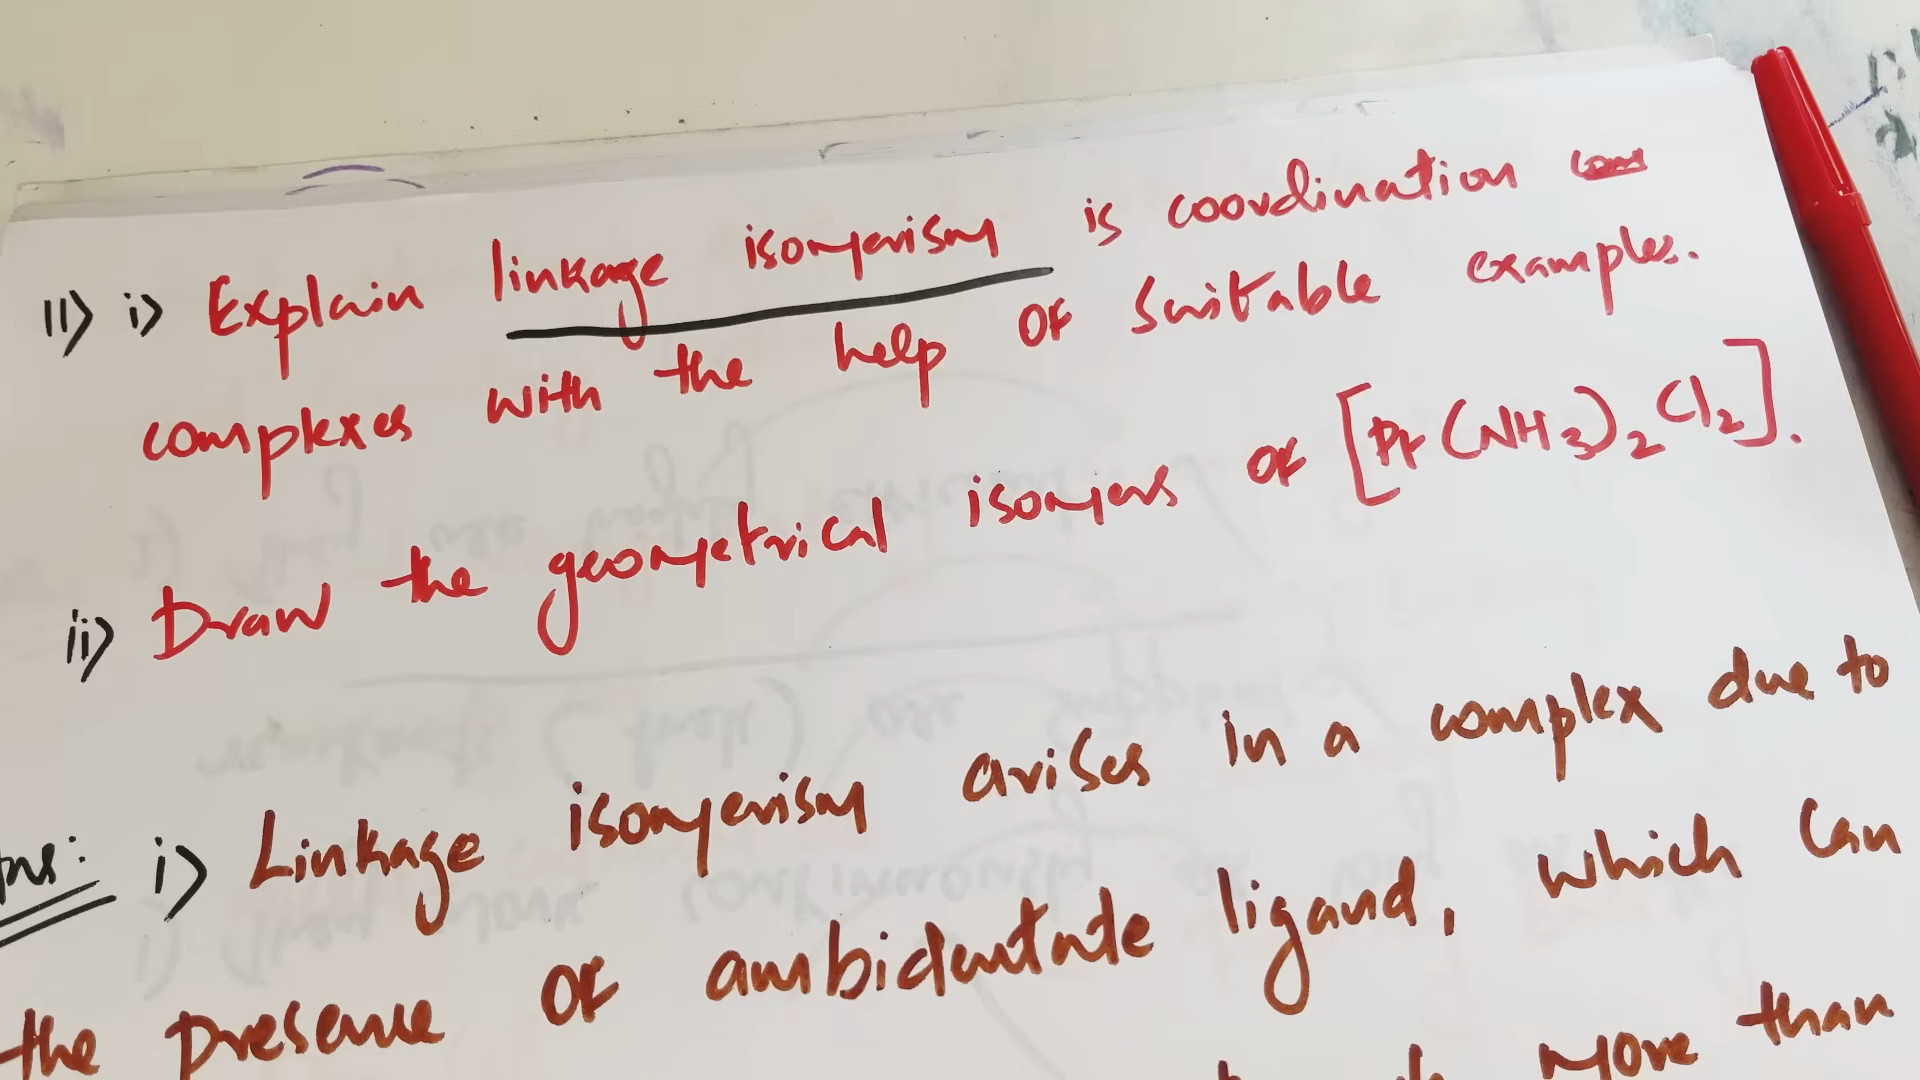 11) i) Explain linkage isomerism is coordination
complexes with the help of suitable examples.
ii) Draw the geometrical isomers of [Pt(NH3)2Cl2].
Ans: i) Linkage isomerism arises in a complex due to
the presence of ambidentate ligand, which can
more than